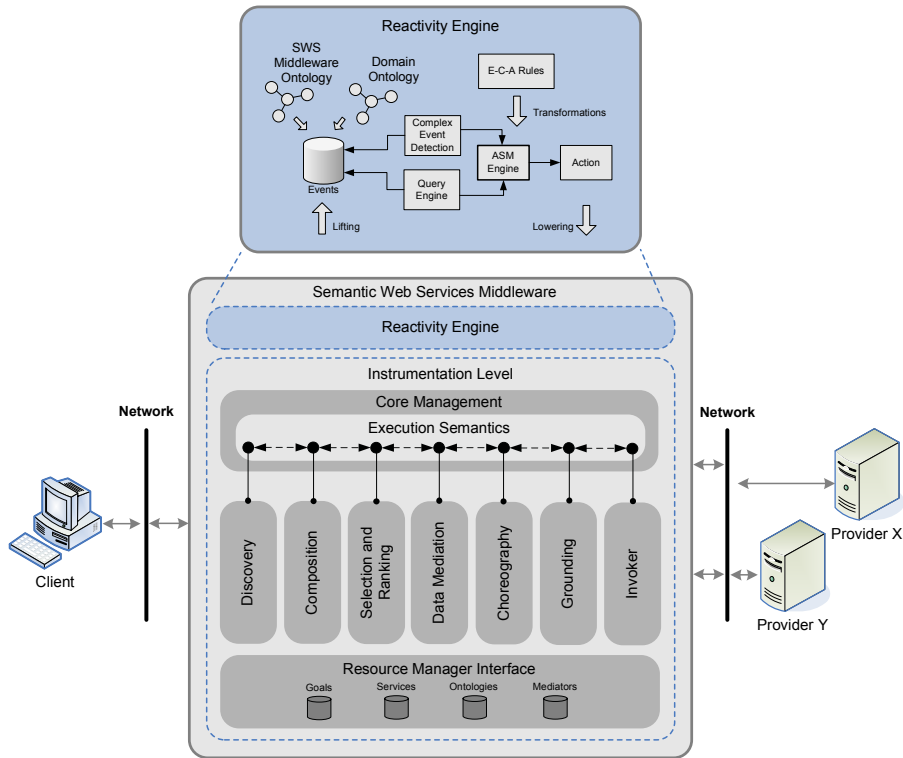 Reactivity Engine
SWS
Middleware
Ontology
Domain
Ontology
E-C-A Rules
Transformations
Complex
Event
Detection
ASM
Engine
Action
Query
Engine
Events
Lifting
Lowering
Semantic Web Services Middleware
Reactivity Engine
Instrumentation Level
Core Management
Execution Semantics
Network
Network
Client
Discovery
Composition
Selection and
Ranking
Data Mediation
Choreography
Grounding
Invoker
Provider X
Provider Y
Resource Manager Interface
Goals
Services
Ontologies
Mediators